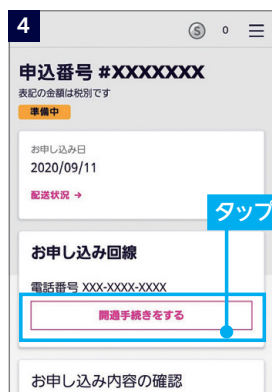 4
S 0
申込番号 #XXXXXXX
表記の金額は税別です
準備中
お申し込み日
2020/09/11
配送状況 →
タップ
お申し込み回線
電話番号 XXX-XXXX-XXXX
開通手続きをする
お申し込み内容の確認